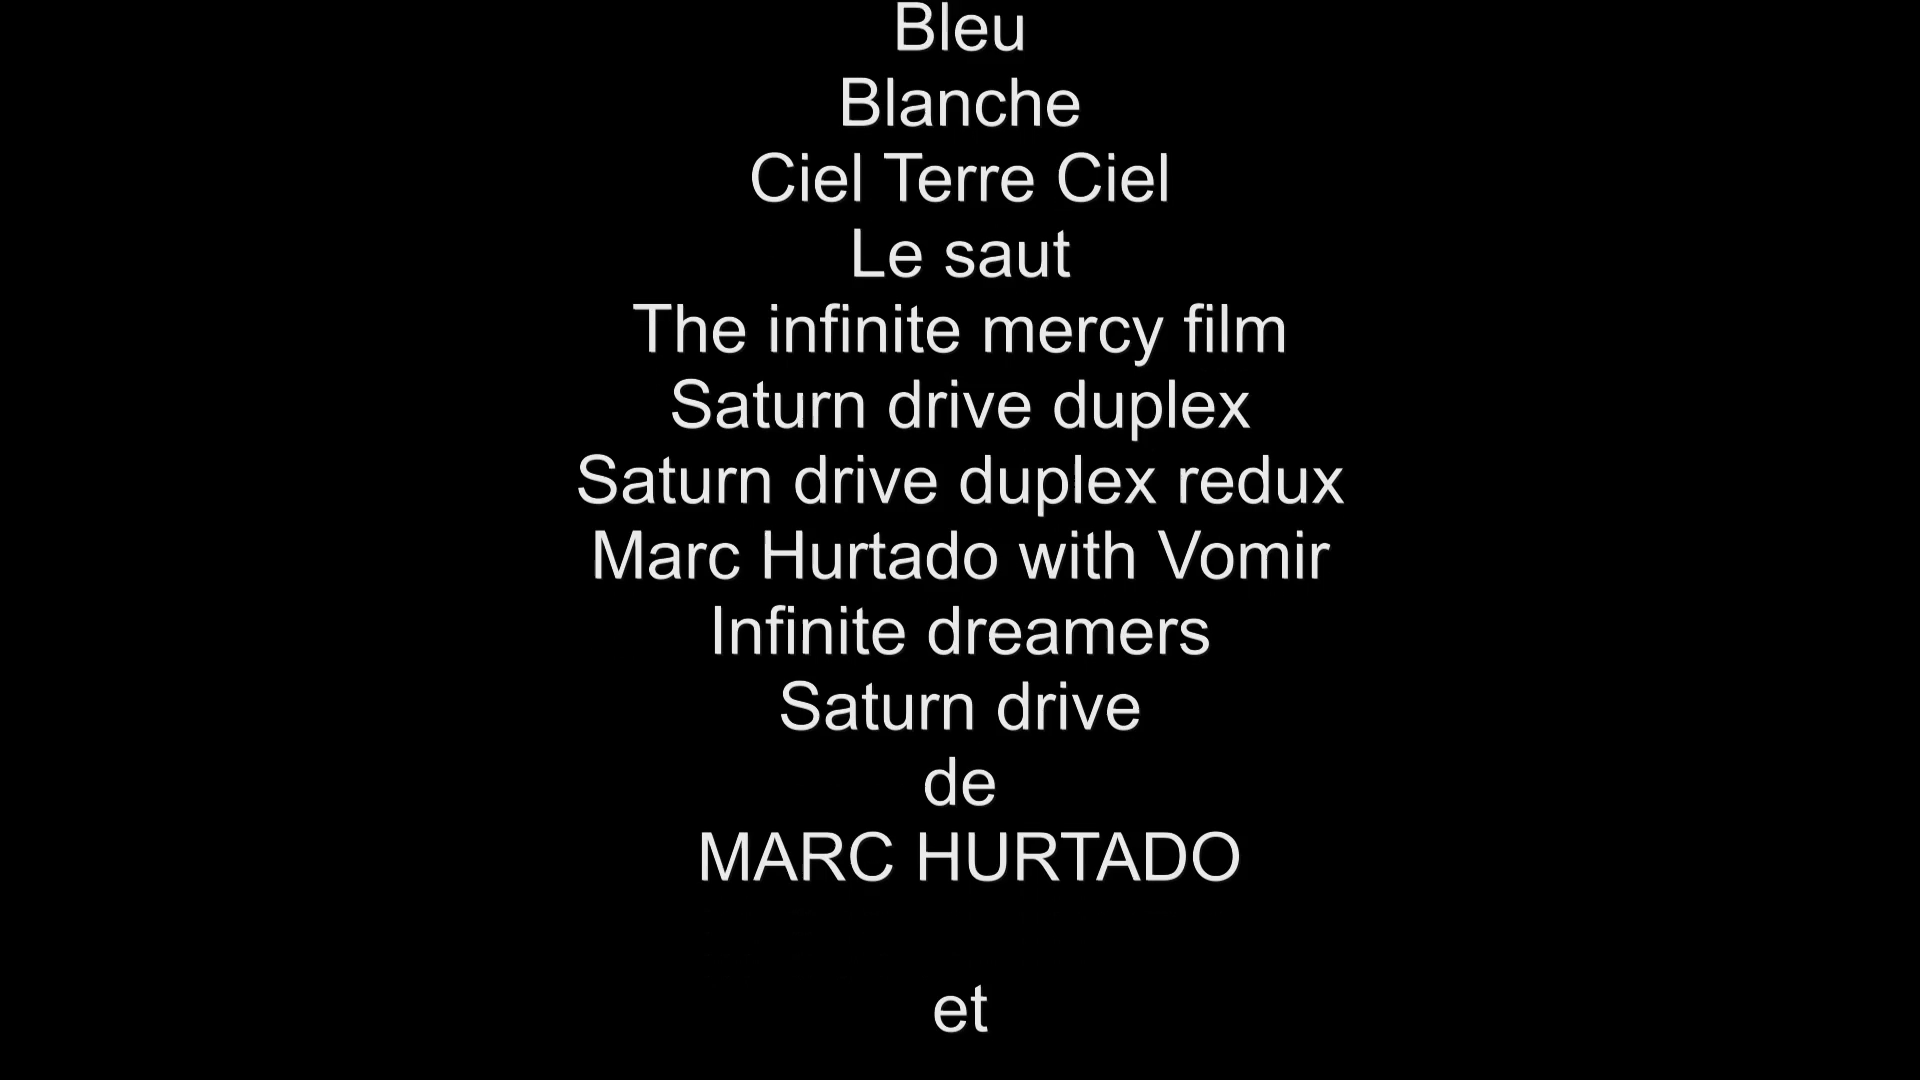 Bleu
Blanche
Ciel Terre Ciel
Le saut
The infinite mercy film
Saturn drive duplex
Saturn drive duplex redux
Marc Hurtado with Vomir
Infinite dreamers
Saturn drive
de
MARC HURTADO
et